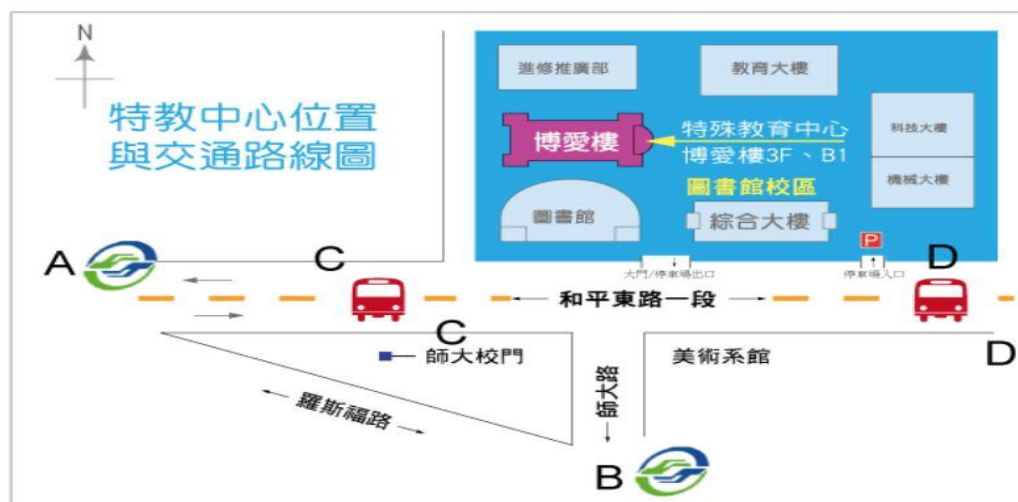 N
特教中心位置
與交通路線圖
進修推廣部
教育大樓
博愛樓
特殊教育中心
博愛樓3F、B1
科技大樓
機械大樓
圖書館校區
圖書館
綜合大樓
P
A
C
大門/停車場出口
停車場入口
D
和平東路一段
C
師大校門
美術系館
D
師大路
羅斯福路
B